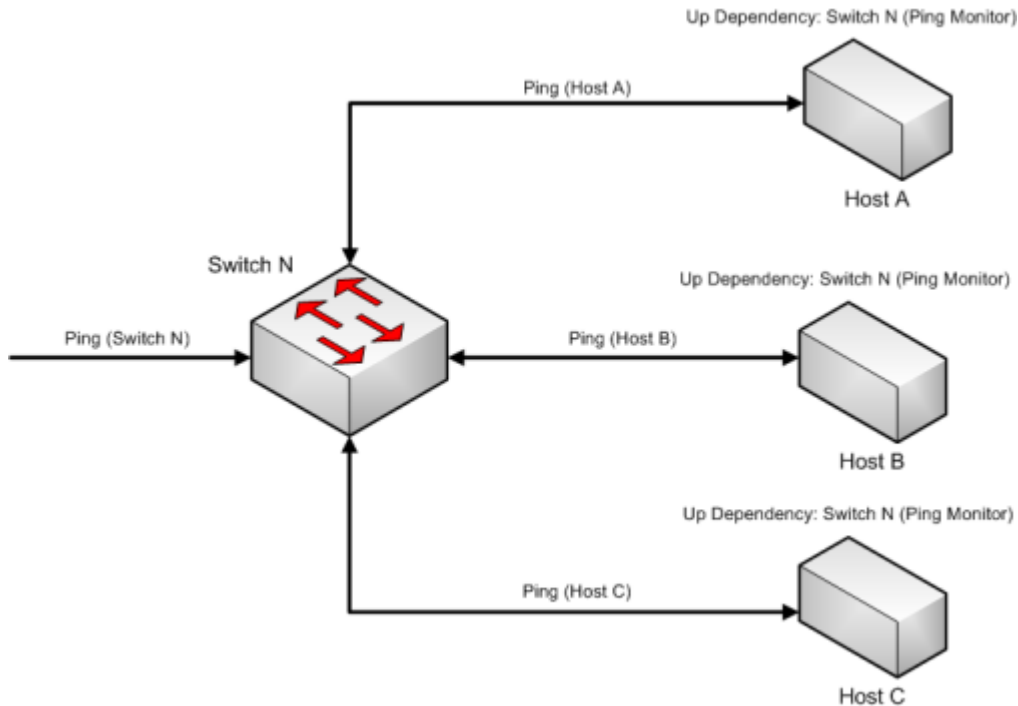 Up Dependency: Switch N (Ping Monitor)
Ping (Host A)
Host A
Switch N
Up Dependency: Switch N (Ping Monitor)
Ping (Switch N)
Ping (Host B)
Host B
Up Dependency: Switch N (Ping Monitor)
Ping (Host C)
Host C